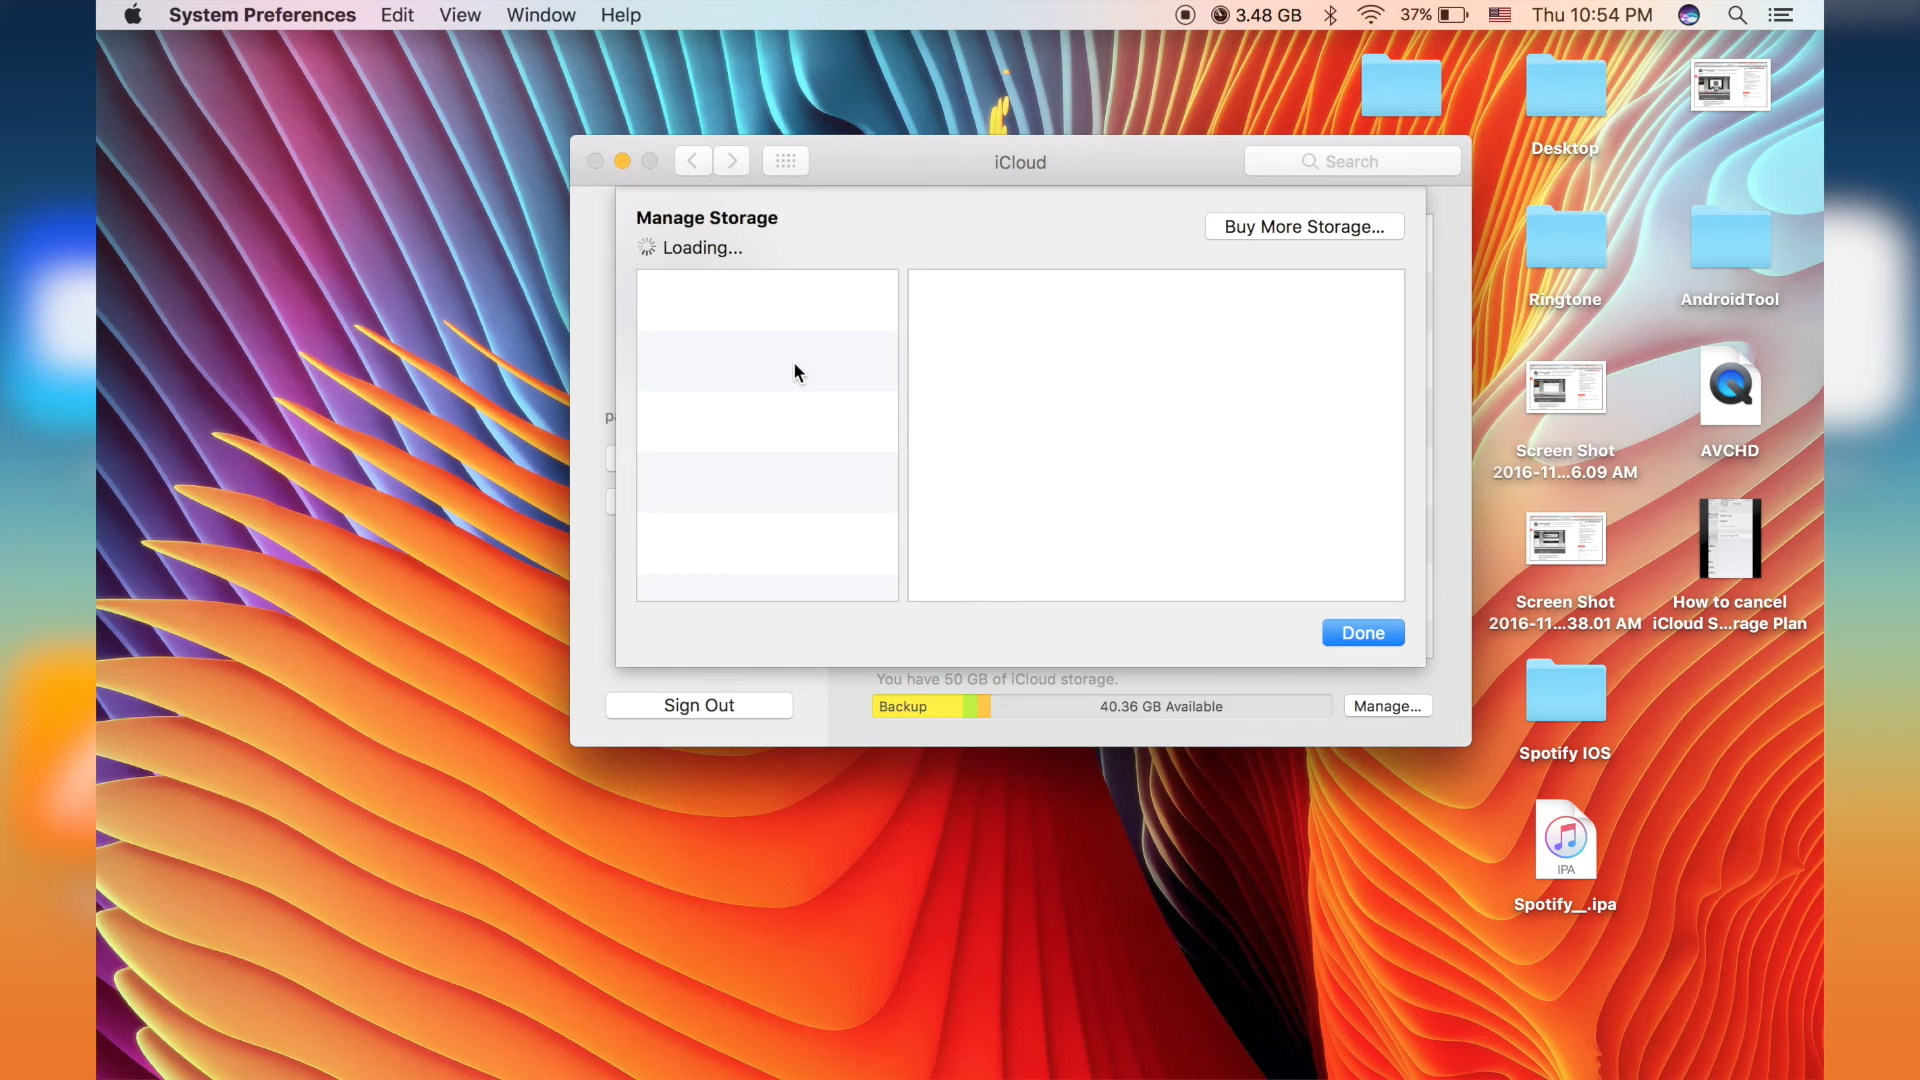 System Preferences Edit View Window Help
3.48 GB 37% Thu 10:54 PM
iCloud
Search
Manage Storage
Loading...
Buy More Storage...
Done
You have 50 GB of iCloud storage.
Sign Out
Backup
40.36 GB Available
Manage...
Desktop
Ringtone
AndroidTool
Screen Shot
2016-11...6.09 AM
AVCHD
Screen Shot
2016-11...38.01 AM
How to cancel
iCloud S...rage Plan
Spotify IOS
IPA
Spotify__.ipa